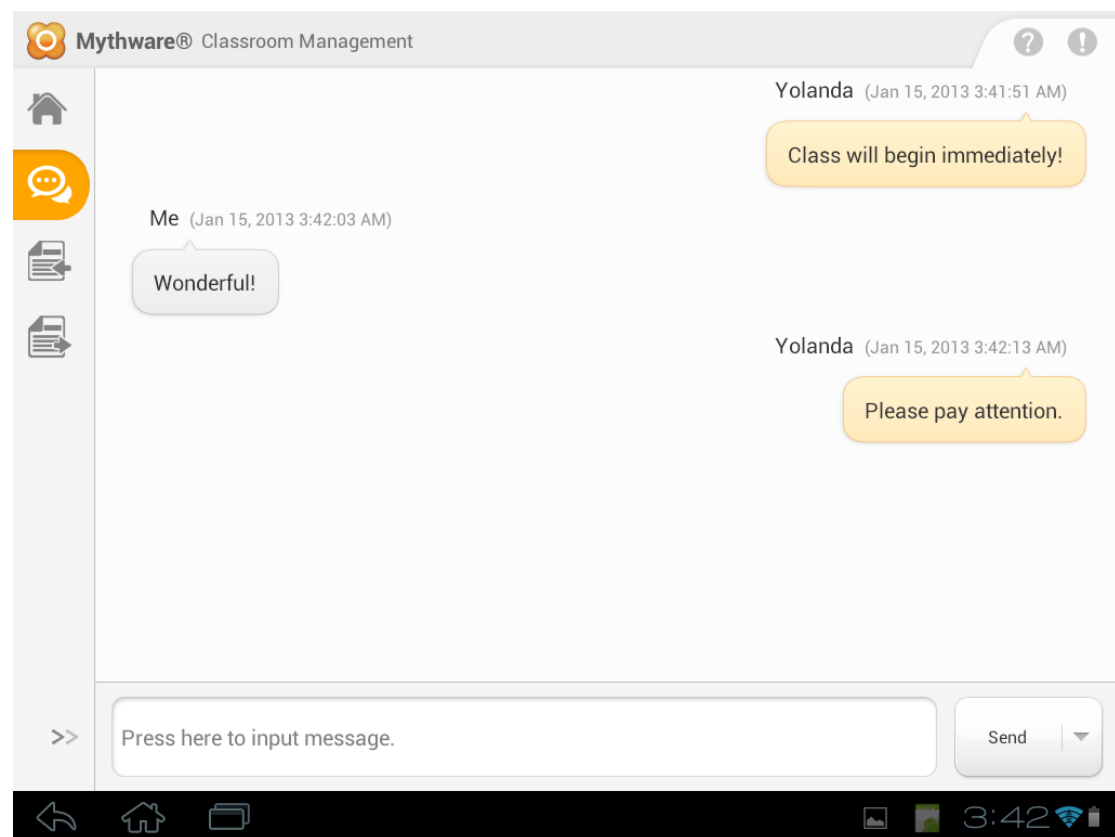 Mythware® Classroom Management
Yolanda (Jan 15, 2013 3:41:51 AM)
Class will begin immediately!
Me (Jan 15, 2013 3:42:03 AM)
Wonderful!
Yolanda (Jan 15, 2013 3:42:13 AM)
Please pay attention.
>> Press here to input message. Send
3:42